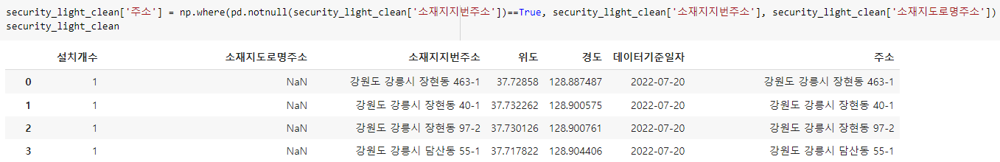 security_light_clean['주소'] = np.where(pd.notnull(security_light_clean['소재지지번주소'])==True, security_light_clean['소재지지번주소'], security_light_clean['소재지도로명주소'])
security_light_clean
설치개수 소재지도로명주소 소재지지번주소 위도 경도 데이터기준일자 주소
0 1 NaN 강원도 강릉시 장현동 463-1 37.72858 128.887487 2022-07-20 강원도 강릉시 장현동 463-1
1 1 NaN 강원도 강릉시 장현동 40-1 37.732262 128.900575 2022-07-20 강원도 강릉시 장현동 40-1
2 1 NaN 강원도 강릉시 장현동 97-2 37.730126 128.900761 2022-07-20 강원도 강릉시 장현동 97-2
3 1 NaN 강원도 강릉시 담산동 55-1 37.717822 128.904406 2022-07-20 강원도 강릉시 담산동 55-1